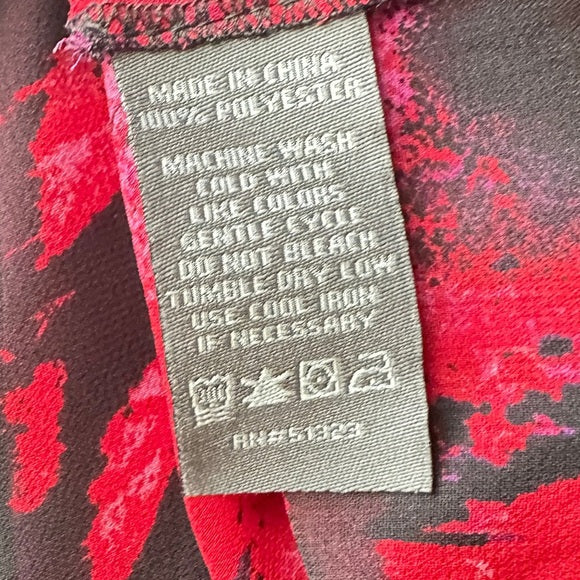 MADE IN CHINA
100% POLYESTER
MACHINE WASH
COLD WITH
LIKE COLORS
GENTLE CYCLE
DO NOT BLEACH
TUMBLE DRY LOW
USE COOL IRON
IF NECESSARY
RN#51323